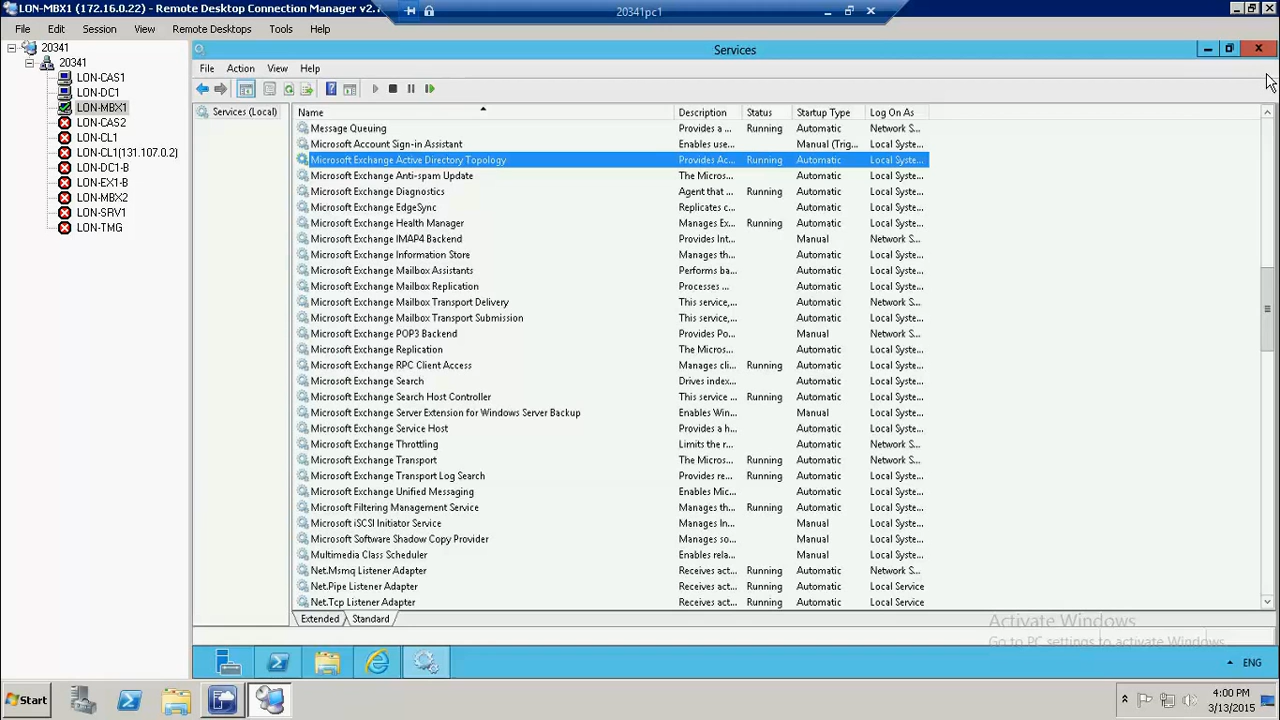 LON-MBX1 (172.16.0.22) - Remote Desktop Connection Manager v2.
20341pc1
File Edit Session View Remote Desktops Tools Help
20341
20341
LON-CAS1
LON-DC1
LON-MBX1
LON-CAS2
LON-CL1
LON-CL1(131.107.0.2)
LON-DC1-B
LON-EX1-B
LON-MBX2
LON-SRV1
LON-TMG
Services
File Action View Help
Services (Local)
Name Description Status Startup Type Log On As
Message Queuing Provides a ... Running Automatic Network S...
Microsoft Account Sign-in Assistant Enables use... Manual (Trig... Local Syste...
Microsoft Exchange Active Directory Topology Provides Ac... Running Automatic Local Syste...
Microsoft Exchange Anti-spam Update The Micros... Automatic Local Syste...
Microsoft Exchange Diagnostics Agent that ... Running Automatic Local Syste...
Microsoft Exchange EdgeSync Replicates c... Automatic Local Syste...
Microsoft Exchange Health Manager Manages Ex... Running Automatic Local Syste...
Microsoft Exchange IMAP4 Backend Provides Int... Manual Network S...
Microsoft Exchange Information Store Manages th... Automatic Local Syste...
Microsoft Exchange Mailbox Assistants Performs ba... Automatic Local Syste...
Microsoft Exchange Mailbox Replication Processes ... Automatic Local Syste...
Microsoft Exchange Mailbox Transport Delivery This service,... Automatic Network S...
Microsoft Exchange Mailbox Transport Submission This service,... Automatic Local Syste...
Microsoft Exchange POP3 Backend Provides Po... Manual Network S...
Microsoft Exchange Replication The Micros... Automatic Local Syste...
Microsoft Exchange RPC Client Access Manages cli... Running Automatic Local Syste...
Microsoft Exchange Search Drives index... Automatic Local Syste...
Microsoft Exchange Search Host Controller This service ... Running Automatic Local Syste...
Microsoft Exchange Server Extension for Windows Server Backup Enables Win... Manual Local Syste...
Microsoft Exchange Service Host Provides a h... Automatic Local Syste...
Microsoft Exchange Throttling Limits the r... Automatic Network S...
Microsoft Exchange Transport The Micros... Running Automatic Network S...
Microsoft Exchange Transport Log Search Provides re... Running Automatic Local Syste...
Microsoft Exchange Unified Messaging Enables Mic... Automatic Local Syste...
Microsoft Filtering Management Service Manages th... Running Automatic Local Syste...
Microsoft iSCSI Initiator Service Manages In... Manual Local Syste...
Microsoft Software Shadow Copy Provider Manages so... Manual Local Syste...
Multimedia Class Scheduler Enables rela... Manual Local Syste...
Net.Msmq Listener Adapter Receives act... Running Automatic Network S...
Net.Pipe Listener Adapter Receives act... Running Automatic Local Service
Net.Tcp Listener Adapter Receives act... Running Automatic Local Service
Extended Standard
Activate Windows
Go to PC settings to activate Windows.
ENG
Start
4:00 PM
3/13/2015